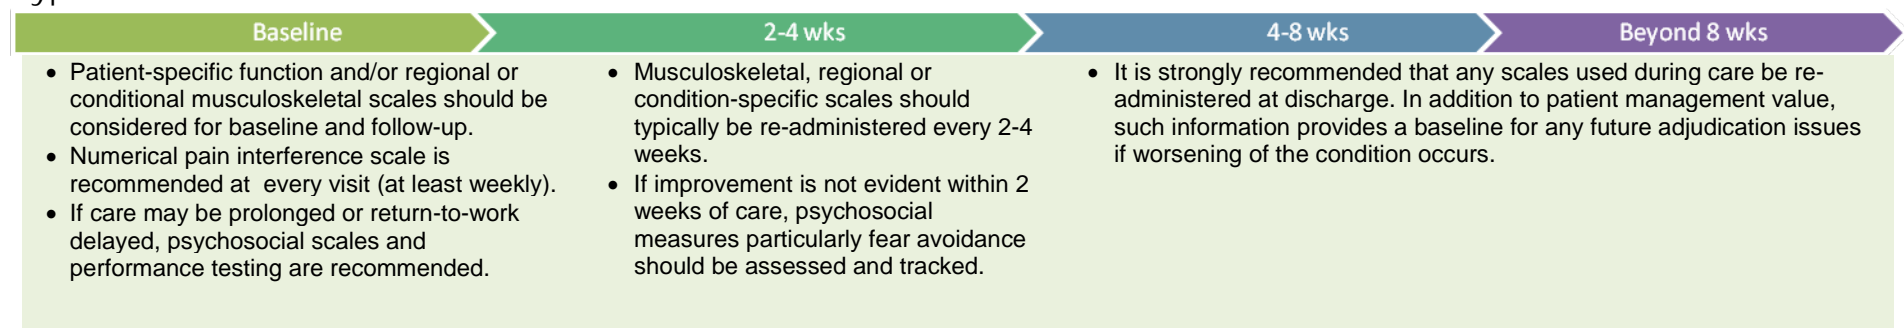 Baseline
2-4 wks
4-8 wks
Beyond 8 wks
• Patient-specific function and/or regional or
conditional musculoskeletal scales should be
considered for baseline and follow-up.
• Numerical pain interference scale is
recommended at every visit (at least weekly).
• If care may be prolonged or return-to-work
delayed, psychosocial scales and
performance testing are recommended.
• Musculoskeletal, regional or
condition-specific scales should
typically be re-administered every 2-4
weeks.
• If improvement is not evident within 2
weeks of care, psychosocial
measures particularly fear avoidance
should be assessed and tracked.
• It is strongly recommended that any scales used during care be re-
administered at discharge. In addition to patient management value,
such information provides a baseline for any future adjudication issues
if worsening of the condition occurs.